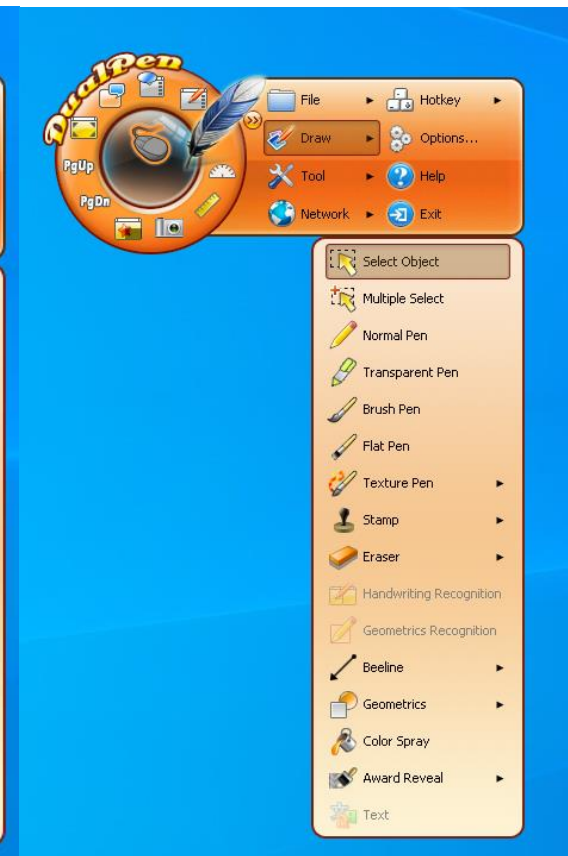 DualPen
PgUp
PgDn
File
Hotkey
Draw
Options...
Tool
Help
Network
Exit
Select Object
Multiple Select
Normal Pen
Transparent Pen
Brush Pen
Flat Pen
Texture Pen
Stamp
Eraser
Handwriting Recognition
Geometrics Recognition
Beeline
Geometrics
Color Spray
Award Reveal
Text